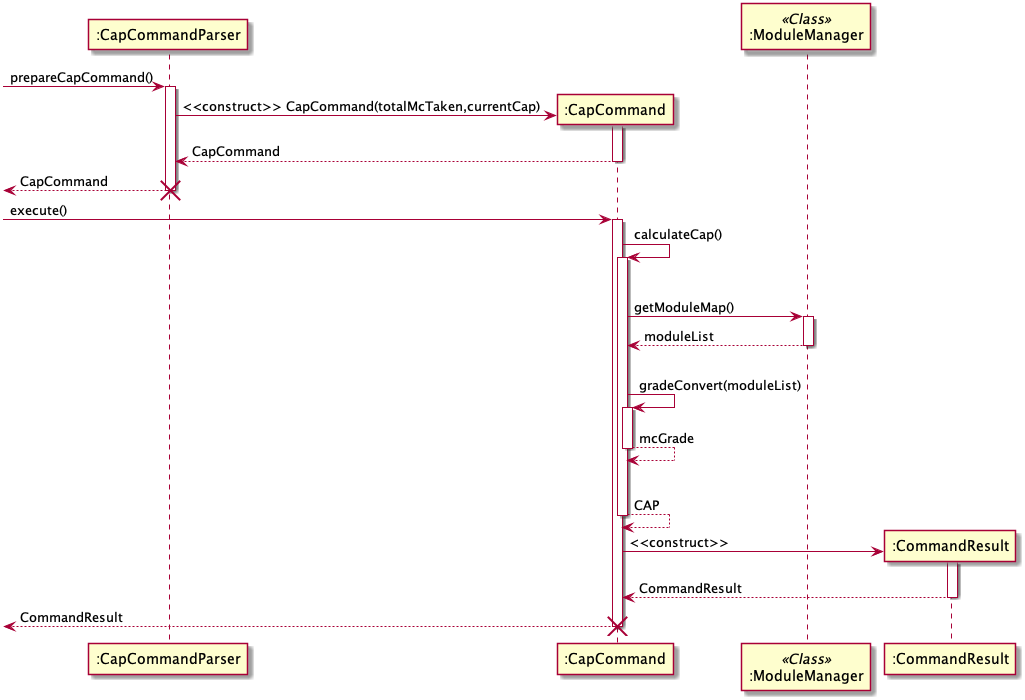 «Class»
:CapCommandParser
:ModuleManager
prepareCapCommand()
<<construct>> CapCommand(totalMcTaken,currentCap)
:CapCommand
CapCommand
CapCommand
execute()
calculateCap()
getModuleMap()
moduleList
gradeConvert(moduleList)
mcGrade
CAP
<<construct>>
:CommandResult
CommandResult
CommandResult
:CapCommandParser
:CapCommand
«Class»
:ModuleManager
:CommandResult